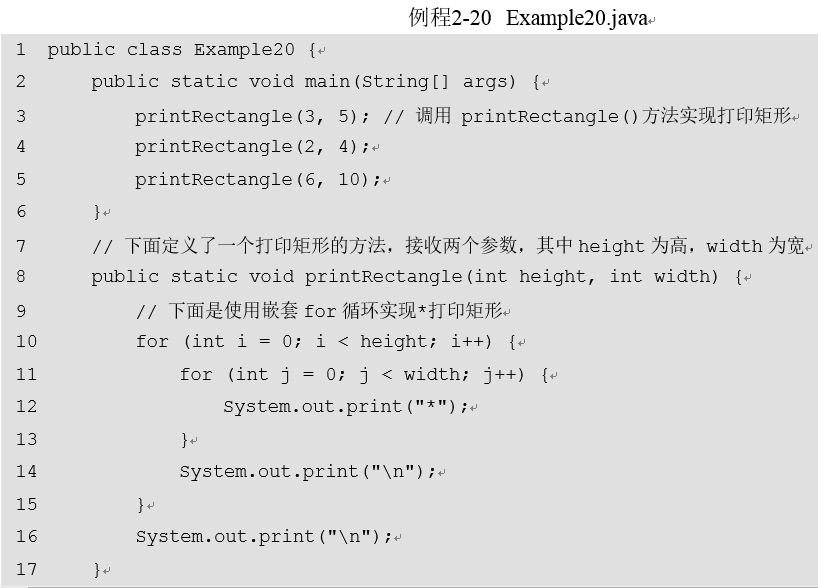 例程2-20 Example20.java
1 public class Example20 {
2     public static void main(String[] args) {
3         printRectangle(3, 5); // 调用 printRectangle()方法实现打印矩形
4         printRectangle(2, 4);
5         printRectangle(6, 10);
6     }
7     // 下面定义了一个打印矩形的方法，接收两个参数，其中 height 为高，width 为宽
8     public static void printRectangle(int height, int width) {
9         // 下面是使用嵌套 for 循环实现*打印矩形
10         for (int i = 0; i < height; i++) {
11             for (int j = 0; j < width; j++) {
12                 System.out.print("*");
13             }
14             System.out.print("\n");
15         }
16         System.out.print("\n");
17     }